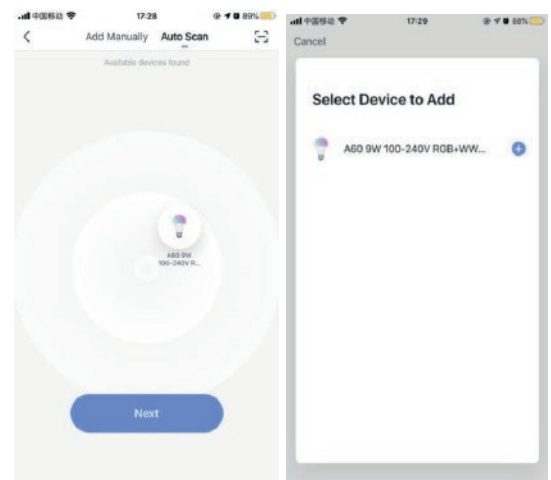 中国移动 17:28 89%
Add Manually Auto Scan
Available devices found
A60 9W
100-240V R...
Next
中国移动 17:29 88%
Cancel
Select Device to Add
A60 9W 100-240V RGB+WW...